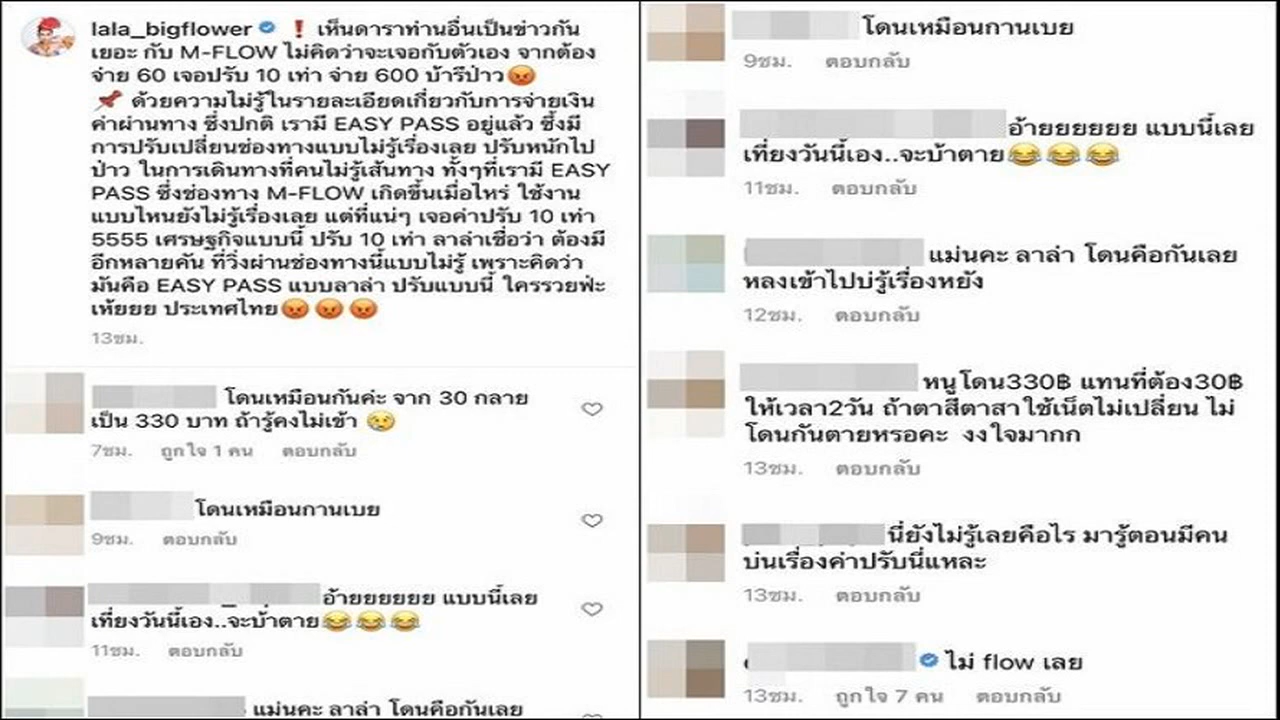 lala_bigflower ❗ เห็นดาราท่านอื่นเป็นข่าวกัน
เยอะ กับ M-FLOW ไม่คิดว่าจะเจอกับตัวเอง จากต้อง
จ่าย 60 เจอปรับ 10 เท่า จ่าย 600 บ้ารึป่าว😡
📌 ด้วยความไม่รู้ในรายละเอียดเกี่ยวกับการจ่ายเงิน
ค่าผ่านทาง ซึ่งปกติ เรามี EASY PASS อยู่แล้ว ซึ้งมี
การปรับเปลี่ยนช่องทางแบบไม่รู้เรื่องเลย ปรับหนักไป
ป่าว ในการเดินทางที่คนไม่รู้เส้นทาง ทั้งๆที่เรามี EASY
PASS ซึ่งช่องทาง M-FLOW เกิดขึ้นเมื่อไหร่ ใช้งาน
แบบไหนยังไม่รู้เรื่องเลย แต่ที่แน่ๆ เจอค่าปรับ 10 เท่า
5555 เศรษฐกิจแบบนี้ ปรับ 10 เท่า ลาล่าเชื่อว่า ต้องมี
อีกหลายคัน ที่วิ่งผ่านช่องทางนี้แบบไม่รู้ เพราะคิดว่า
มันคือ EASY PASS แบบลาล่า ปรับแบบนี้ ใครรวยฟ่ะ
เห้ยยย ประเทศไทย😡😡😡
13ชม.
โดนเหมือนกันค่ะ จาก 30 กลาย
เป็น 330 บาท ถ้ารู้คงไม่เข้า 😢
7ชม. ถูกใจ 1 คน ตอบกลับ
โดนเหมือนกานเบย
9ชม. ตอบกลับ
อ้ายยยยยย แบบนี้เลย
เที่ยงวันนี้เอง..จะบ้าตาย😂😂😂
11ชม. ตอบกลับ
แม่นคะ ลาล่า โดนคือกันเลย
โดนเหมือนกานเบย
9ชม. ตอบกลับ
อ้ายยยยยย แบบนี้เลย
เที่ยงวันนี้เอง..จะบ้าตาย😂😂😂
11ชม. ตอบกลับ
แม่นคะ ลาล่า โดนคือกันเลย
หลงเข้าไปบ่รู้เรื่องหยัง
12ชม. ตอบกลับ
หนูโดน330฿ แทนที่ต้อง30฿
ให้เวลา2วัน ถ้าตาสีตาสาใช้เน็ตไม่เปลี่ยน ไม่
โดนกันตายหรอคะ งงใจมากก
13ชม. ตอบกลับ
นี่ยังไม่รู้เลยคือไร มารู้ตอนมีคน
บ่นเรื่องค่าปรับนี่แหละ
13ชม. ตอบกลับ
ไม่ flow เลย
13ชม. ถูกใจ 7 คน ตอบกลับ